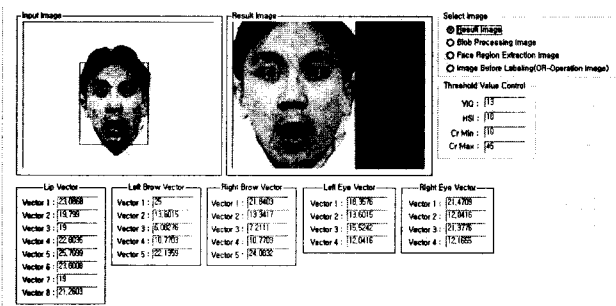 Input Image
Result Image
Select Image
Result Image
Blob Processing Image
Face Region Extraction Image
Image Before Labeling(OR-Operation Image)
Threshold Value Control
YIQ : 13
HSI : 10
Cr Min : 10
Cr Max : 45
Lip Vector
Vector 1 : 23.0868
Vector 2 : 19.799
Vector 3 : 19
Vector 4 : 22.8035
Vector 5 : 25.7099
Vector 6 : 23.6008
Vector 7 : 19
Vector 8 : 21.2603
Left Brow Vector
Vector 1 : 25
Vector 2 : 13.6015
Vector 3 : 6.08276
Vector 4 : 10.7703
Vector 5 : 22.1359
Right Brow Vector
Vector 1 : 21.8403
Vector 2 : 13.3417
Vector 3 : 7.2111
Vector 4 : 10.7703
Vector 5 : 24.0832
Left Eye Vector
Vector 1 : 18.3576
Vector 2 : 13.6015
Vector 3 : 15.5242
Vector 4 : 12.0416
Right Eye Vector
Vector 1 : 21.4709
Vector 2 : 12.0416
Vector 3 : 21.3776
Vector 4 : 12.1655